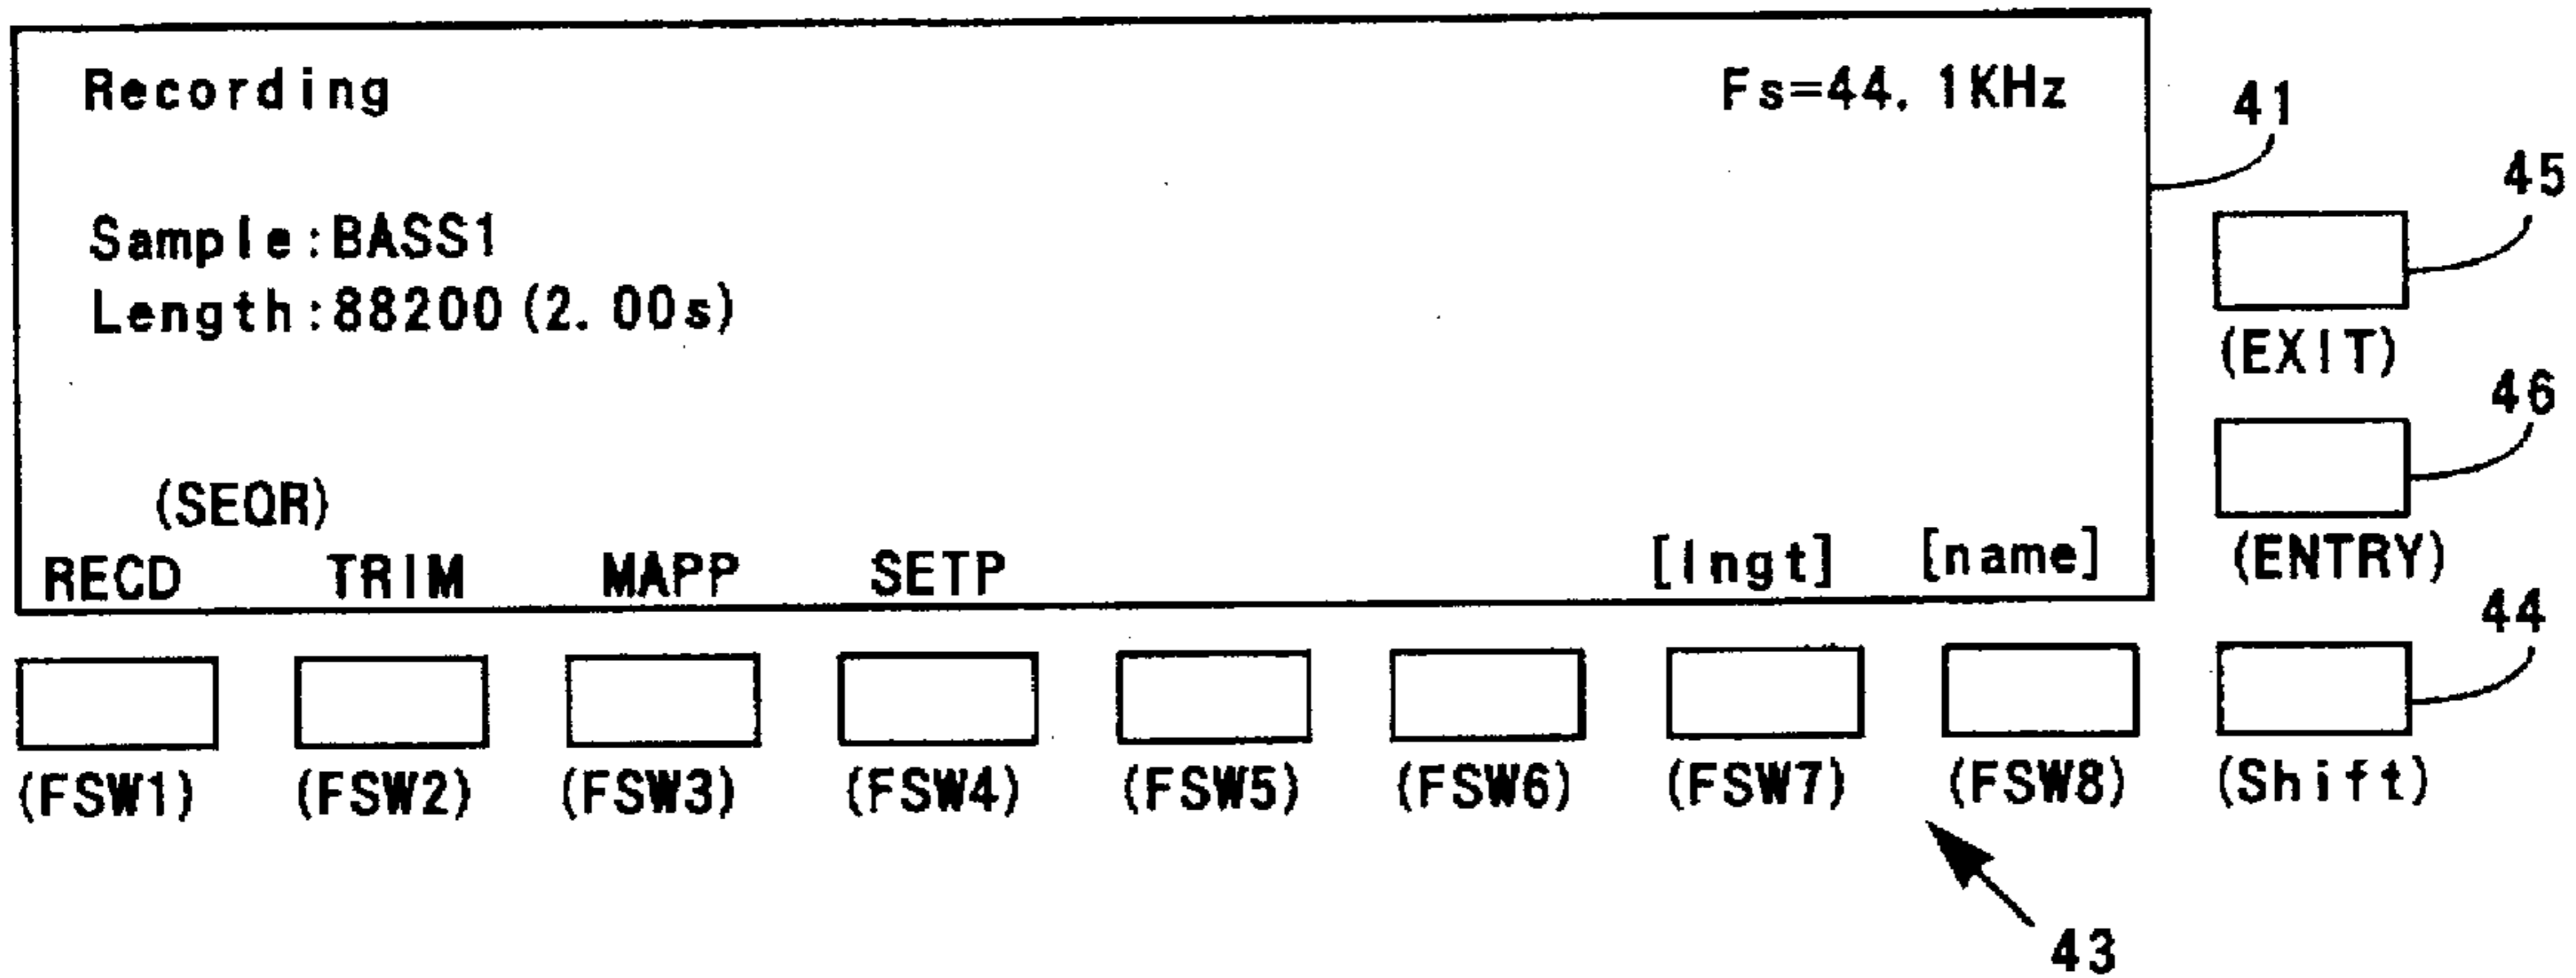 Recording Fs=44.1KHz
41
45
Sample:BASS1
Length:88200(2.00s)
(EXIT)
46
(SEQR)
RECD TRIM MAPP SETP [lngt] [name]
(ENTRY)
44
(FSW1) (FSW2) (FSW3) (FSW4) (FSW5) (FSW6) (FSW7) (FSW8) (Shift)
43